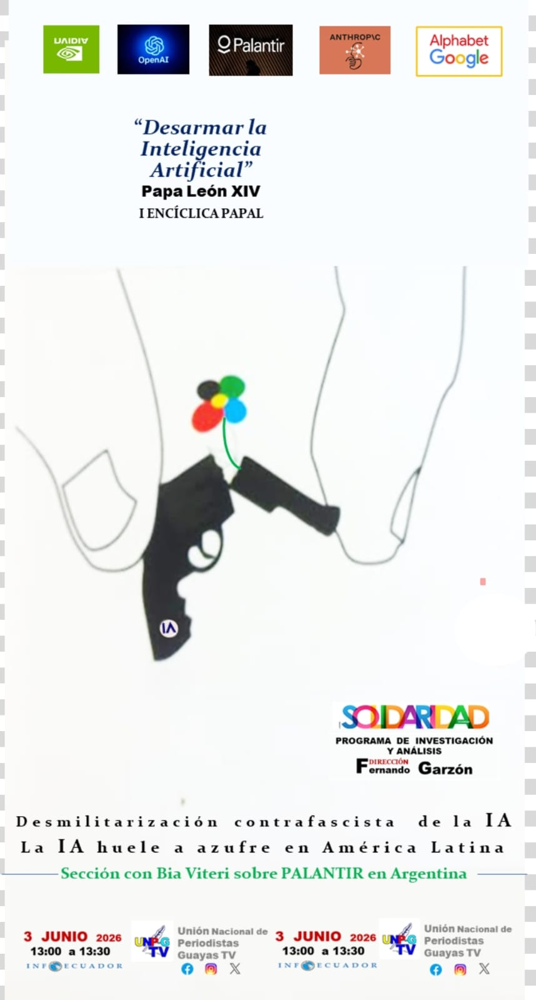 NVIDIA
OpenAI
Palantir
ANTHROP\C
Alphabet
Google
“Desarmar la
Inteligencia
Artificial”
Papa León XIV
I ENCÍCLICA PAPAL
IA
SOLIDARIDAD
PROGRAMA DE INVESTIGACIÓN
Y ANÁLISIS
DIRECCIÓN
Fernando Garzón
Desmilitarización contrafascista de la IA
La IA huele a azufre en América Latina
Sección con Bia Viteri sobre PALANTIR en Argentina
3 JUNIO 2026
13:00 a 13:30
INFOECUADOR
UNP-G
TV
Unión Nacional de
Periodistas
Guayas TV
3 JUNIO 2026
13:00 a 13:30
INFOECUADOR
UNP-G
TV
Unión Nacional de
Periodistas
Guayas TV